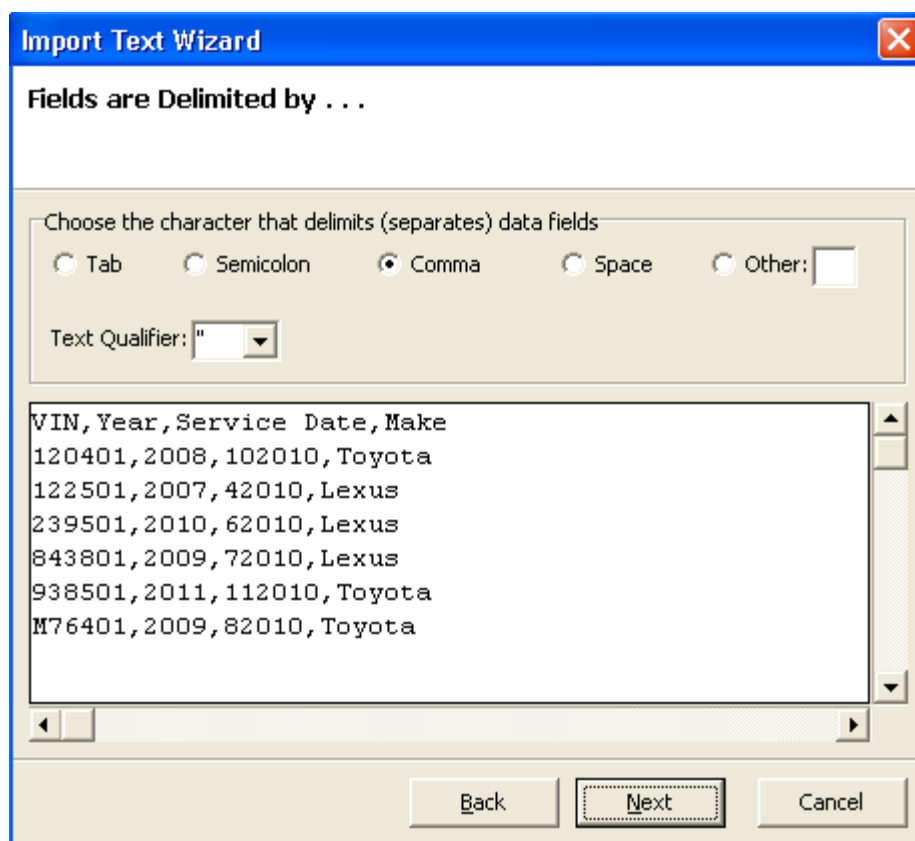 Import Text Wizard
Fields are Delimited by . . .
Choose the character that delimits (separates) data fields
Tab Semicolon Comma Space Other:
Text Qualifier: "
VIN,Year,Service Date,Make
120401,2008,102010,Toyota
122501,2007,42010,Lexus
239501,2010,62010,Lexus
843801,2009,72010,Lexus
938501,2011,112010,Toyota
M76401,2009,82010,Toyota
Back Next Cancel